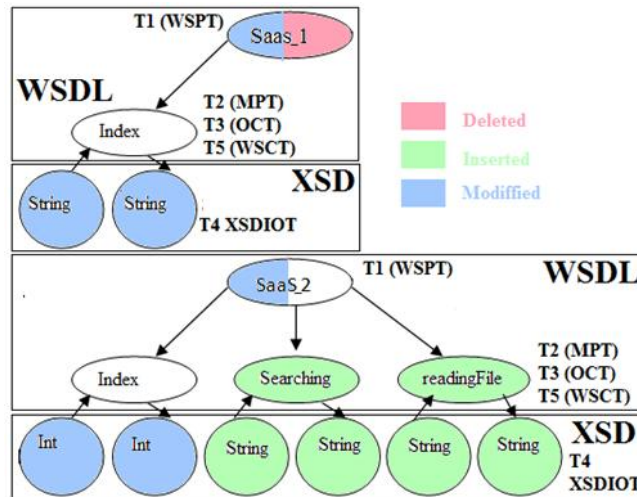 T1 (WSPT)
Saas_1
WSDL
T2 (MPT)
Index
T3 (OCT)
T5 (WSCT)
Deleted
Inserted
Modiffied
XSD
String
String
T4 XSDIOT
T1 (WSPT)
WSDL
SaaS_2
T2 (MPT)
Index
Searching
readingFile
T3 (OCT)
T5 (WSCT)
Int
Int
String
String
String
String
XSD
T4
XSDIOT